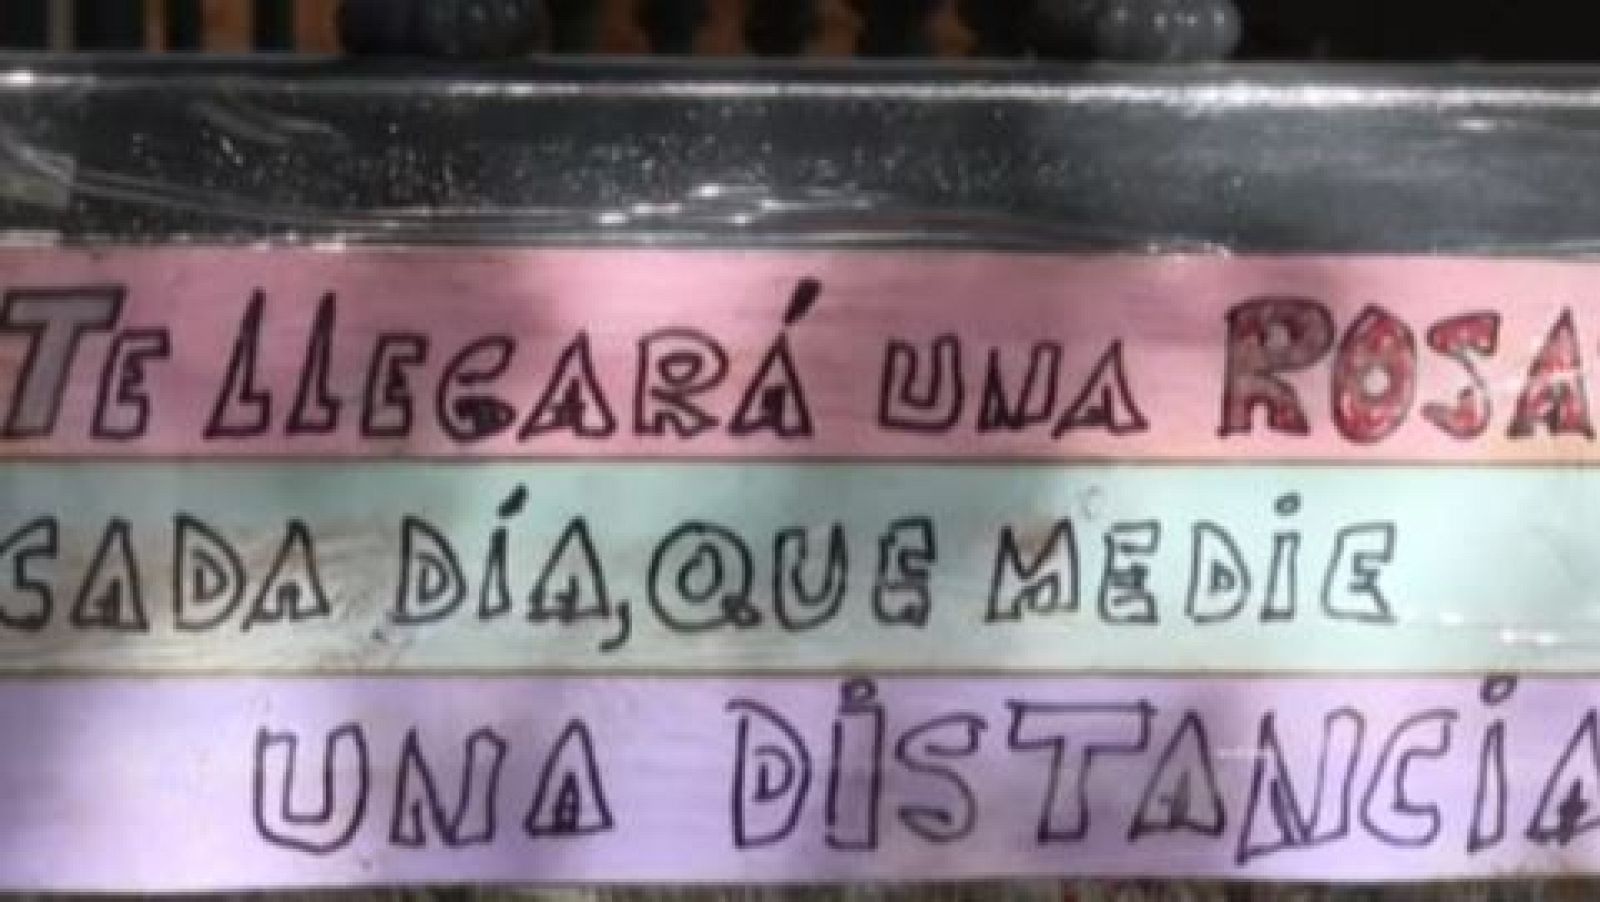 TE LLEGARÁ UNA ROSA
CADA DÍA, QUE MEDIE
UNA DISTANCIA